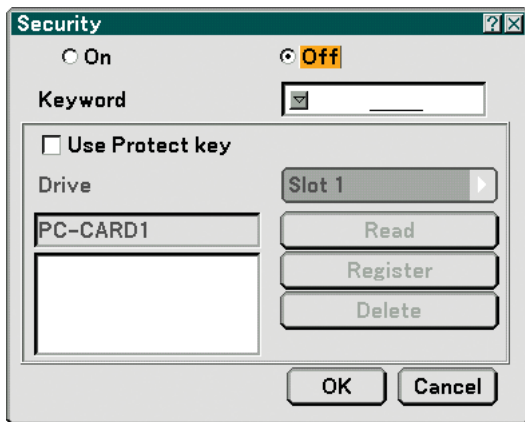 Security
On Off
Keyword
Use Protect key
Drive Slot 1
PC-CARD1 Read
Register
Delete
OK Cancel